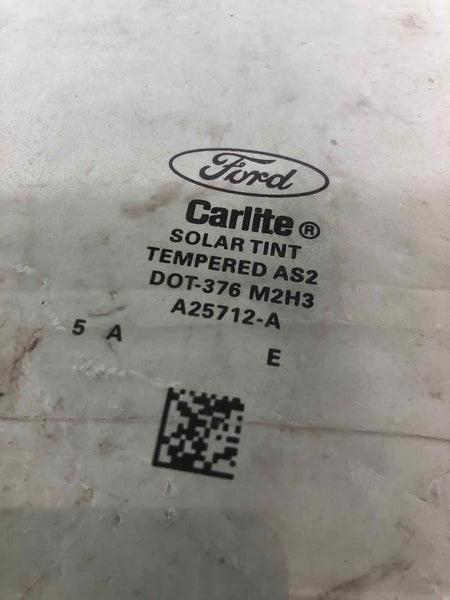 Ford
Carlite®
SOLAR TINT
TEMPERED AS2
DOT-376 M2H3
A25712-A
5 A E